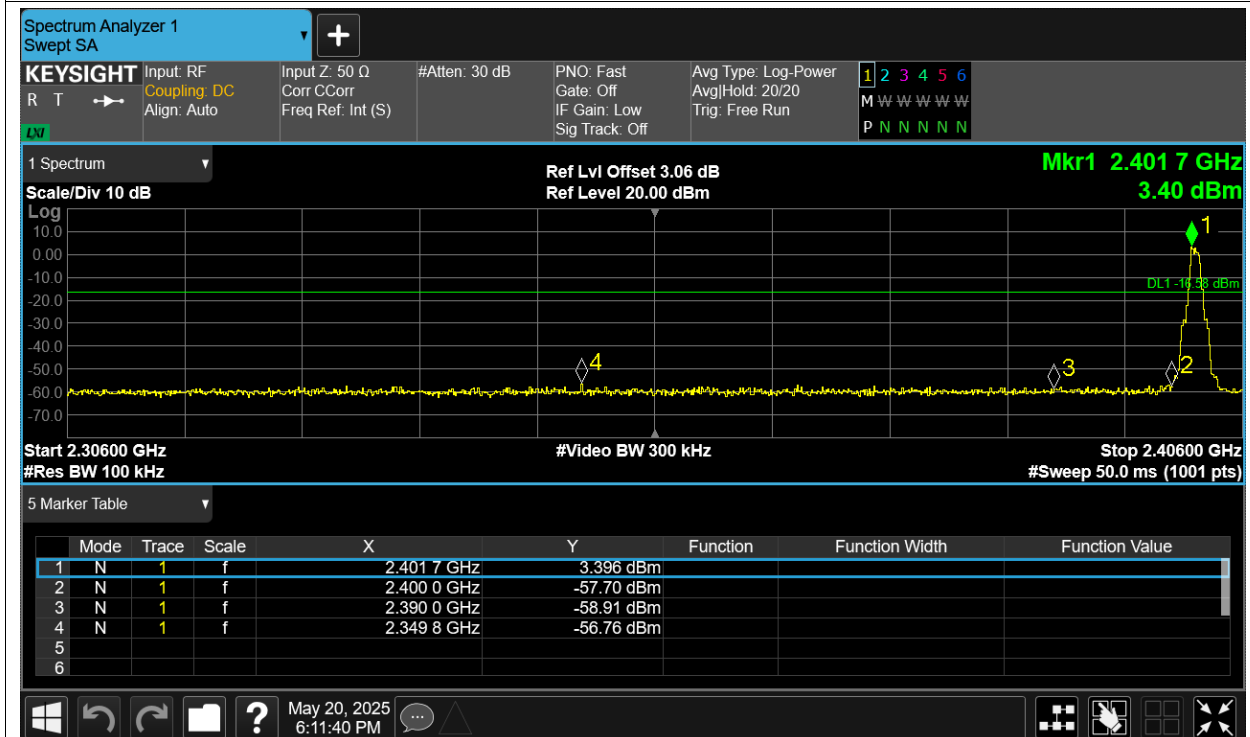 Spectrum Analyzer 1
Swept SA
+
KEYSIGHT
R T
LXI
Input: RF
Coupling: DC
Align: Auto
Input Z: 50 Ω
Corr CCorr
Freq Ref: Int (S)
#Atten: 30 dB
PNO: Fast
Gate: Off
IF Gain: Low
Sig Track: Off
Avg Type: Log-Power
Avg|Hold: 20/20
Trig: Free Run
1 2 3 4 5 6
M W W W W W
P N N N N N
1 Spectrum
Scale/Div 10 dB
Ref Lvl Offset 3.06 dB
Ref Level 20.00 dBm
Mkr1 2.401 7 GHz
3.40 dBm
Log
10.0
0.00
-10.0
-20.0
-30.0
-40.0
-50.0
-60.0
-70.0
1
DL1 -16.58 dBm
4
3
2
Start 2.30600 GHz
#Video BW 300 kHz
Stop 2.40600 GHz
#Res BW 100 kHz
#Sweep 50.0 ms (1001 pts)
5 Marker Table
Mode Trace Scale X Y Function Function Width Function Value
1 N 1 f 2.401 7 GHz 3.396 dBm
2 N 1 f 2.400 0 GHz -57.70 dBm
3 N 1 f 2.390 0 GHz -58.91 dBm
4 N 1 f 2.349 8 GHz -56.76 dBm
5
6
?
May 20, 2025
6:11:40 PM